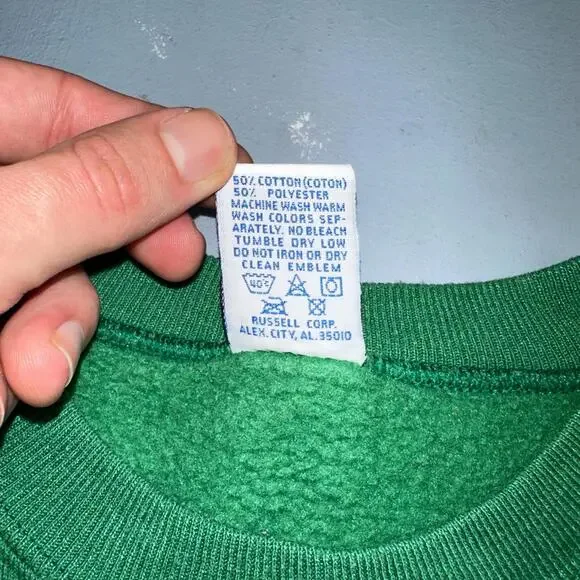 50% COTTON (COTON)
50% POLYESTER
MACHINE WASH WARM
WASH COLORS SEP-
ARATELY. NO BLEACH
TUMBLE DRY LOW
DO NOT IRON OR DRY
CLEAN EMBLEM
40°C
RUSSELL CORP.
ALEX. CITY, AL. 35010